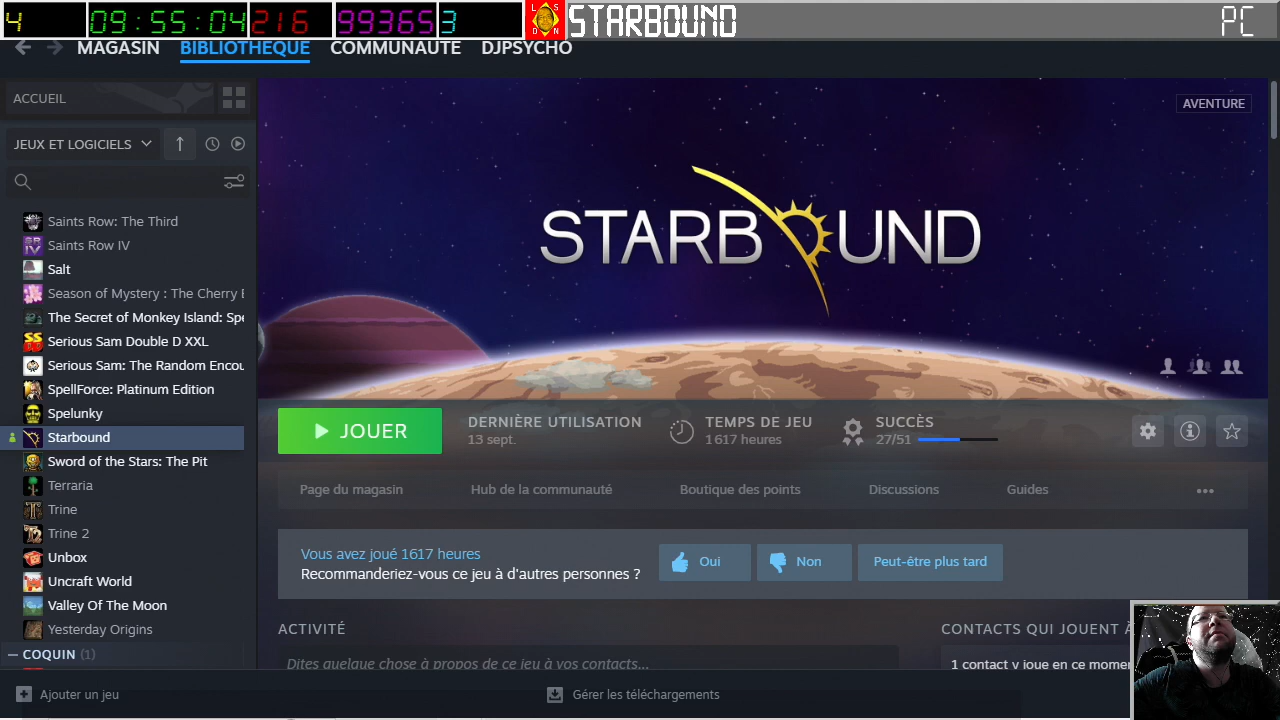 4
09:55:04
216
99365
3
L S
D N
STARBOUND
PC
MAGASIN
BIBLIOTHÈQUE
COMMUNAUTÉ
DJPSYCHO
ACCUEIL
JEUX ET LOGICIELS
Saints Row: The Third
Saints Row IV
Salt
Season of Mystery : The Cherry
The Secret of Monkey Island: Spe
Serious Sam Double D XXL
Serious Sam: The Random Encou
SpellForce: Platinum Edition
Spelunky
Starbound
Sword of the Stars: The Pit
Terraria
Trine
Trine 2
Unbox
Uncraft World
Valley Of The Moon
Yesterday Origins
COQUIN (1)
Ajouter un jeu
AVENTURE
STARBOUND
JOUER
DERNIÈRE UTILISATION
13 sept.
TEMPS DE JEU
1 617 heures
SUCCÈS
27/51
Page du magasin
Hub de la communauté
Boutique des points
Discussions
Guides
Vous avez joué 1617 heures
Recommanderiez-vous ce jeu à d'autres personnes ?
Oui
Non
Peut-être plus tard
ACTIVITÉ
Dites quelque chose à propos de ce jeu à vos contacts...
CONTACTS QUI JOUENT À
1 contact y joue en ce momen
Gérer les téléchargements